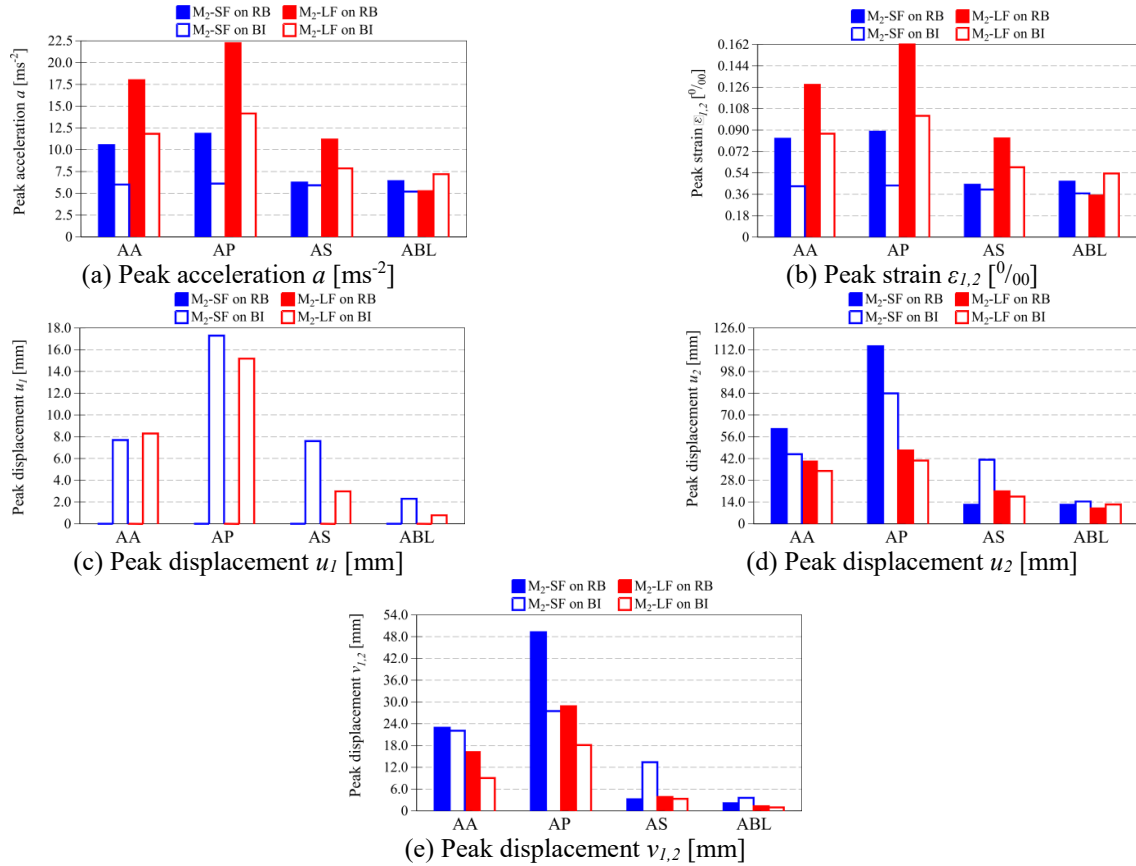 M₂-SF on RB M₂-LF on RB
M₂-SF on BI M₂-LF on BI
Peak acceleration a [ms⁻²]
22.5
20.0
17.5
15.0
12.5
10.0
7.5
5.0
2.5
0
AA AP AS ABL
(a) Peak acceleration a [ms⁻²]
M₂-SF on RB M₂-LF on RB
M₂-SF on BI M₂-LF on BI
Peak strain ε₁,₂ [⁰/₀₀]
0.162
0.144
0.126
0.108
0.090
0.072
0.54
0.36
0.18
0
AA AP AS ABL
(b) Peak strain ε₁,₂ [⁰/₀₀]
M₂-SF on RB M₂-LF on RB
M₂-SF on BI M₂-LF on BI
Peak displacement u₁ [mm]
18.0
16.0
14.0
12.0
10.0
8.0
6.0
4.0
2.0
0
AA AP AS ABL
(c) Peak displacement u₁ [mm]
M₂-SF on RB M₂-LF on RB
M₂-SF on BI M₂-LF on BI
Peak displacement u₂ [mm]
126.0
112.0
98.0
84.0
70.0
56.0
42.0
28.0
14.0
0
AA AP AS ABL
(d) Peak displacement u₂ [mm]
M₂-SF on RB M₂-LF on RB
M₂-SF on BI M₂-LF on BI
Peak displacement v₁,₂ [mm]
54.0
48.0
42.0
36.0
30.0
24.0
18.0
12.0
6.0
0
AA AP AS ABL
(e) Peak displacement v₁,₂ [mm]